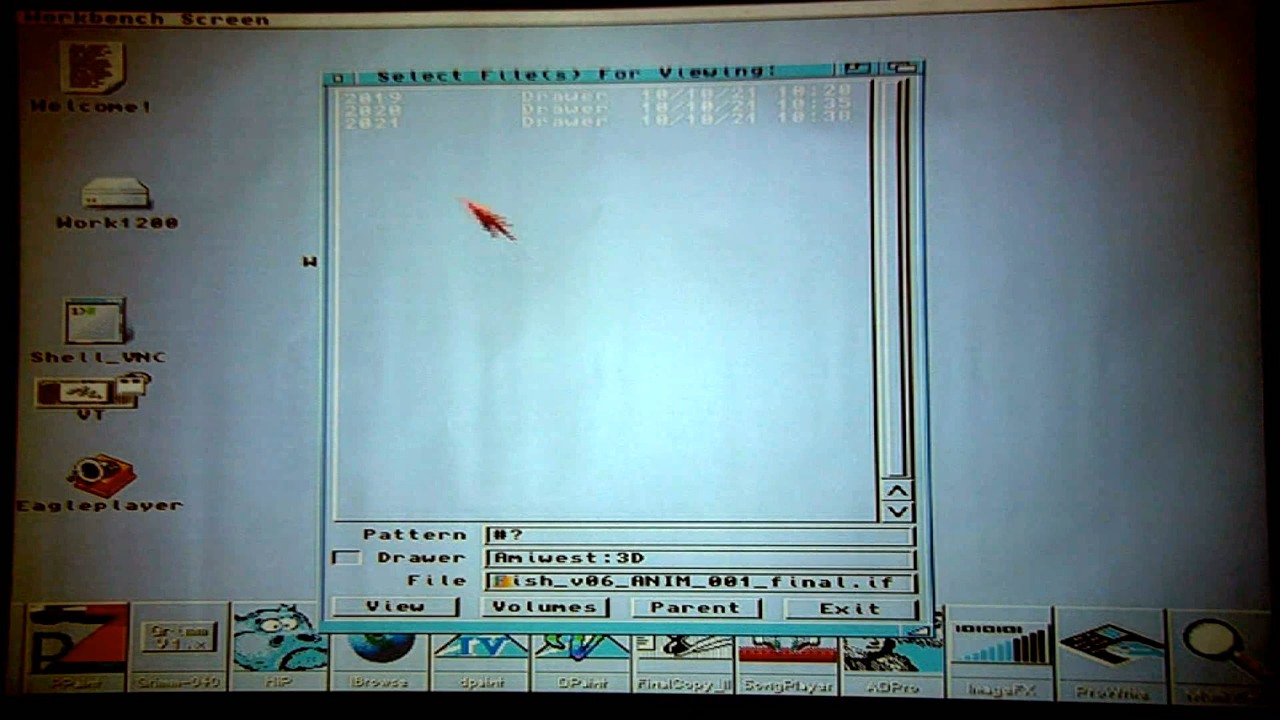 Workbench Screen
Welcome!
Work1200
W
Shell_VNC
VT
Eagleplayer
Select File(s) For Viewing:
2019 Drawer 10/10/21 10:20
2020 Drawer 10/10/21 10:35
2021 Drawer 10/10/21 10:38
Pattern #?
Drawer Amiwest:3D
File Fish_v06_ANIM_001_final.if
View Volumes Parent Exit
PPaint HIP IBrowse dpaint DPaint FinalCopy_II SongPlayer ADPro ImageFX ProWrite